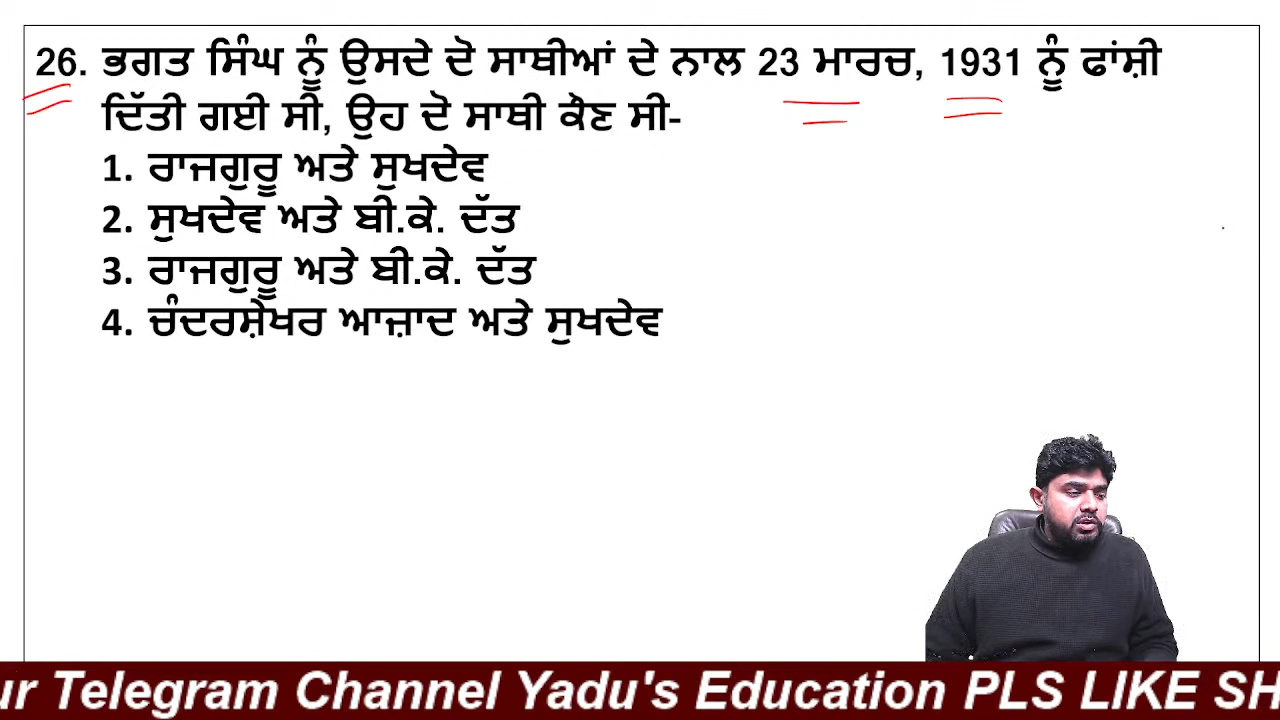 26. ਭਗਤ ਸਿੰਘ ਨੂੰ ਉਸਦੇ ਦੋ ਸਾਥੀਆਂ ਦੇ ਨਾਲ 23 ਮਾਰਚ, 1931 ਨੂੰ ਫਾਂਸ਼ੀ
ਦਿੱਤੀ ਗਈ ਸੀ, ਉਹ ਦੋ ਸਾਥੀ ਕੌਣ ਸੀ-
1. ਰਾਜਗੁਰੂ ਅਤੇ ਸੁਖਦੇਵ
2. ਸੁਖਦੇਵ ਅਤੇ ਬੀ.ਕੇ. ਦੱਤ
3. ਰਾਜਗੁਰੂ ਅਤੇ ਬੀ.ਕੇ. ਦੱਤ
4. ਚੰਦਰਸ਼ੇਖਰ ਆਜ਼ਾਦ ਅਤੇ ਸੁਖਦੇਵ
ur Telegram Channel Yadu's Education PLS LIKE SH